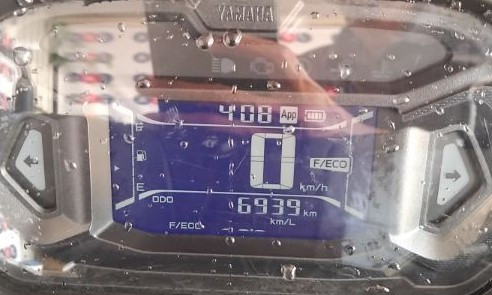 YAMAHA
4:08 App
F
0
F/ECO
E
km/h
ODO
6939 km
F/ECO
km/L